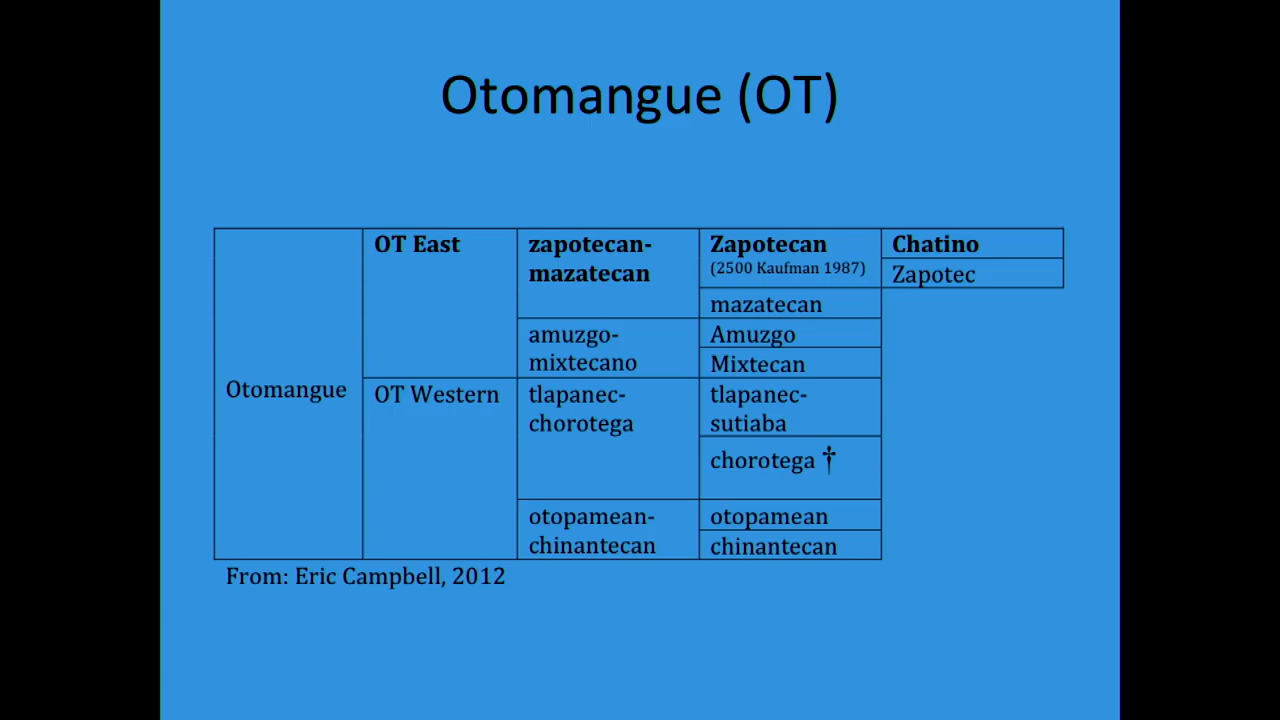 Otomangue (OT)
Otomangue
OT East
zapotecan-
mazatecan
Zapotecan
(2500 Kaufman 1987)
Chatino
Zapotec
mazatecan
amuzgo-
mixtecano
Amuzgo
Mixtecan
OT Western
tlapanec-
chorotega
tlapanec-
sutiaba
chorotega †
otopamean-
chinantecan
otopamean
chinantecan
From: Eric Campbell, 2012